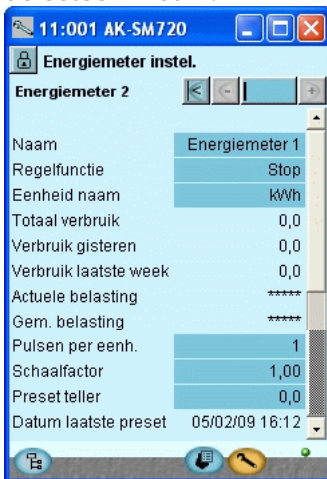 11:001 AK-SM720
Energiemeter instel.
Energiemeter 2
Naam Energiemeter 1
Regelfunctie Stop
Eenheid naam kWh
Totaal verbruik 0,0
Verbruik gisteren 0,0
Verbruik laatste week 0,0
Actuele belasting *****
Gem. belasting *****
Pulsen per eenh. 1
Schaalfactor 1,00
Preset teller 0,0
Datum laatste preset 05/02/09 16:12